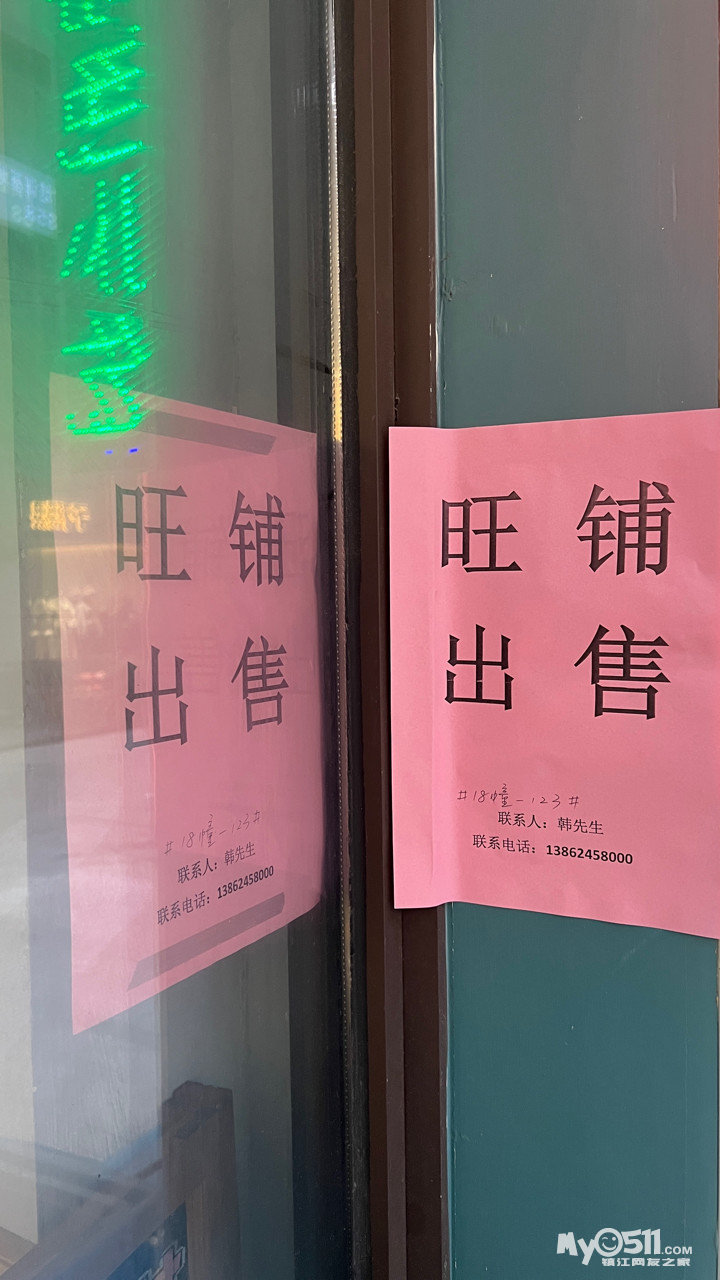 旺铺
出售
#18幢-123#
联系人：韩先生
联系电话：13862458000
旺铺
出售
#18幢-123#
联系人：韩先生
联系电话：13862458000
My0511.COM
镇江网友之家